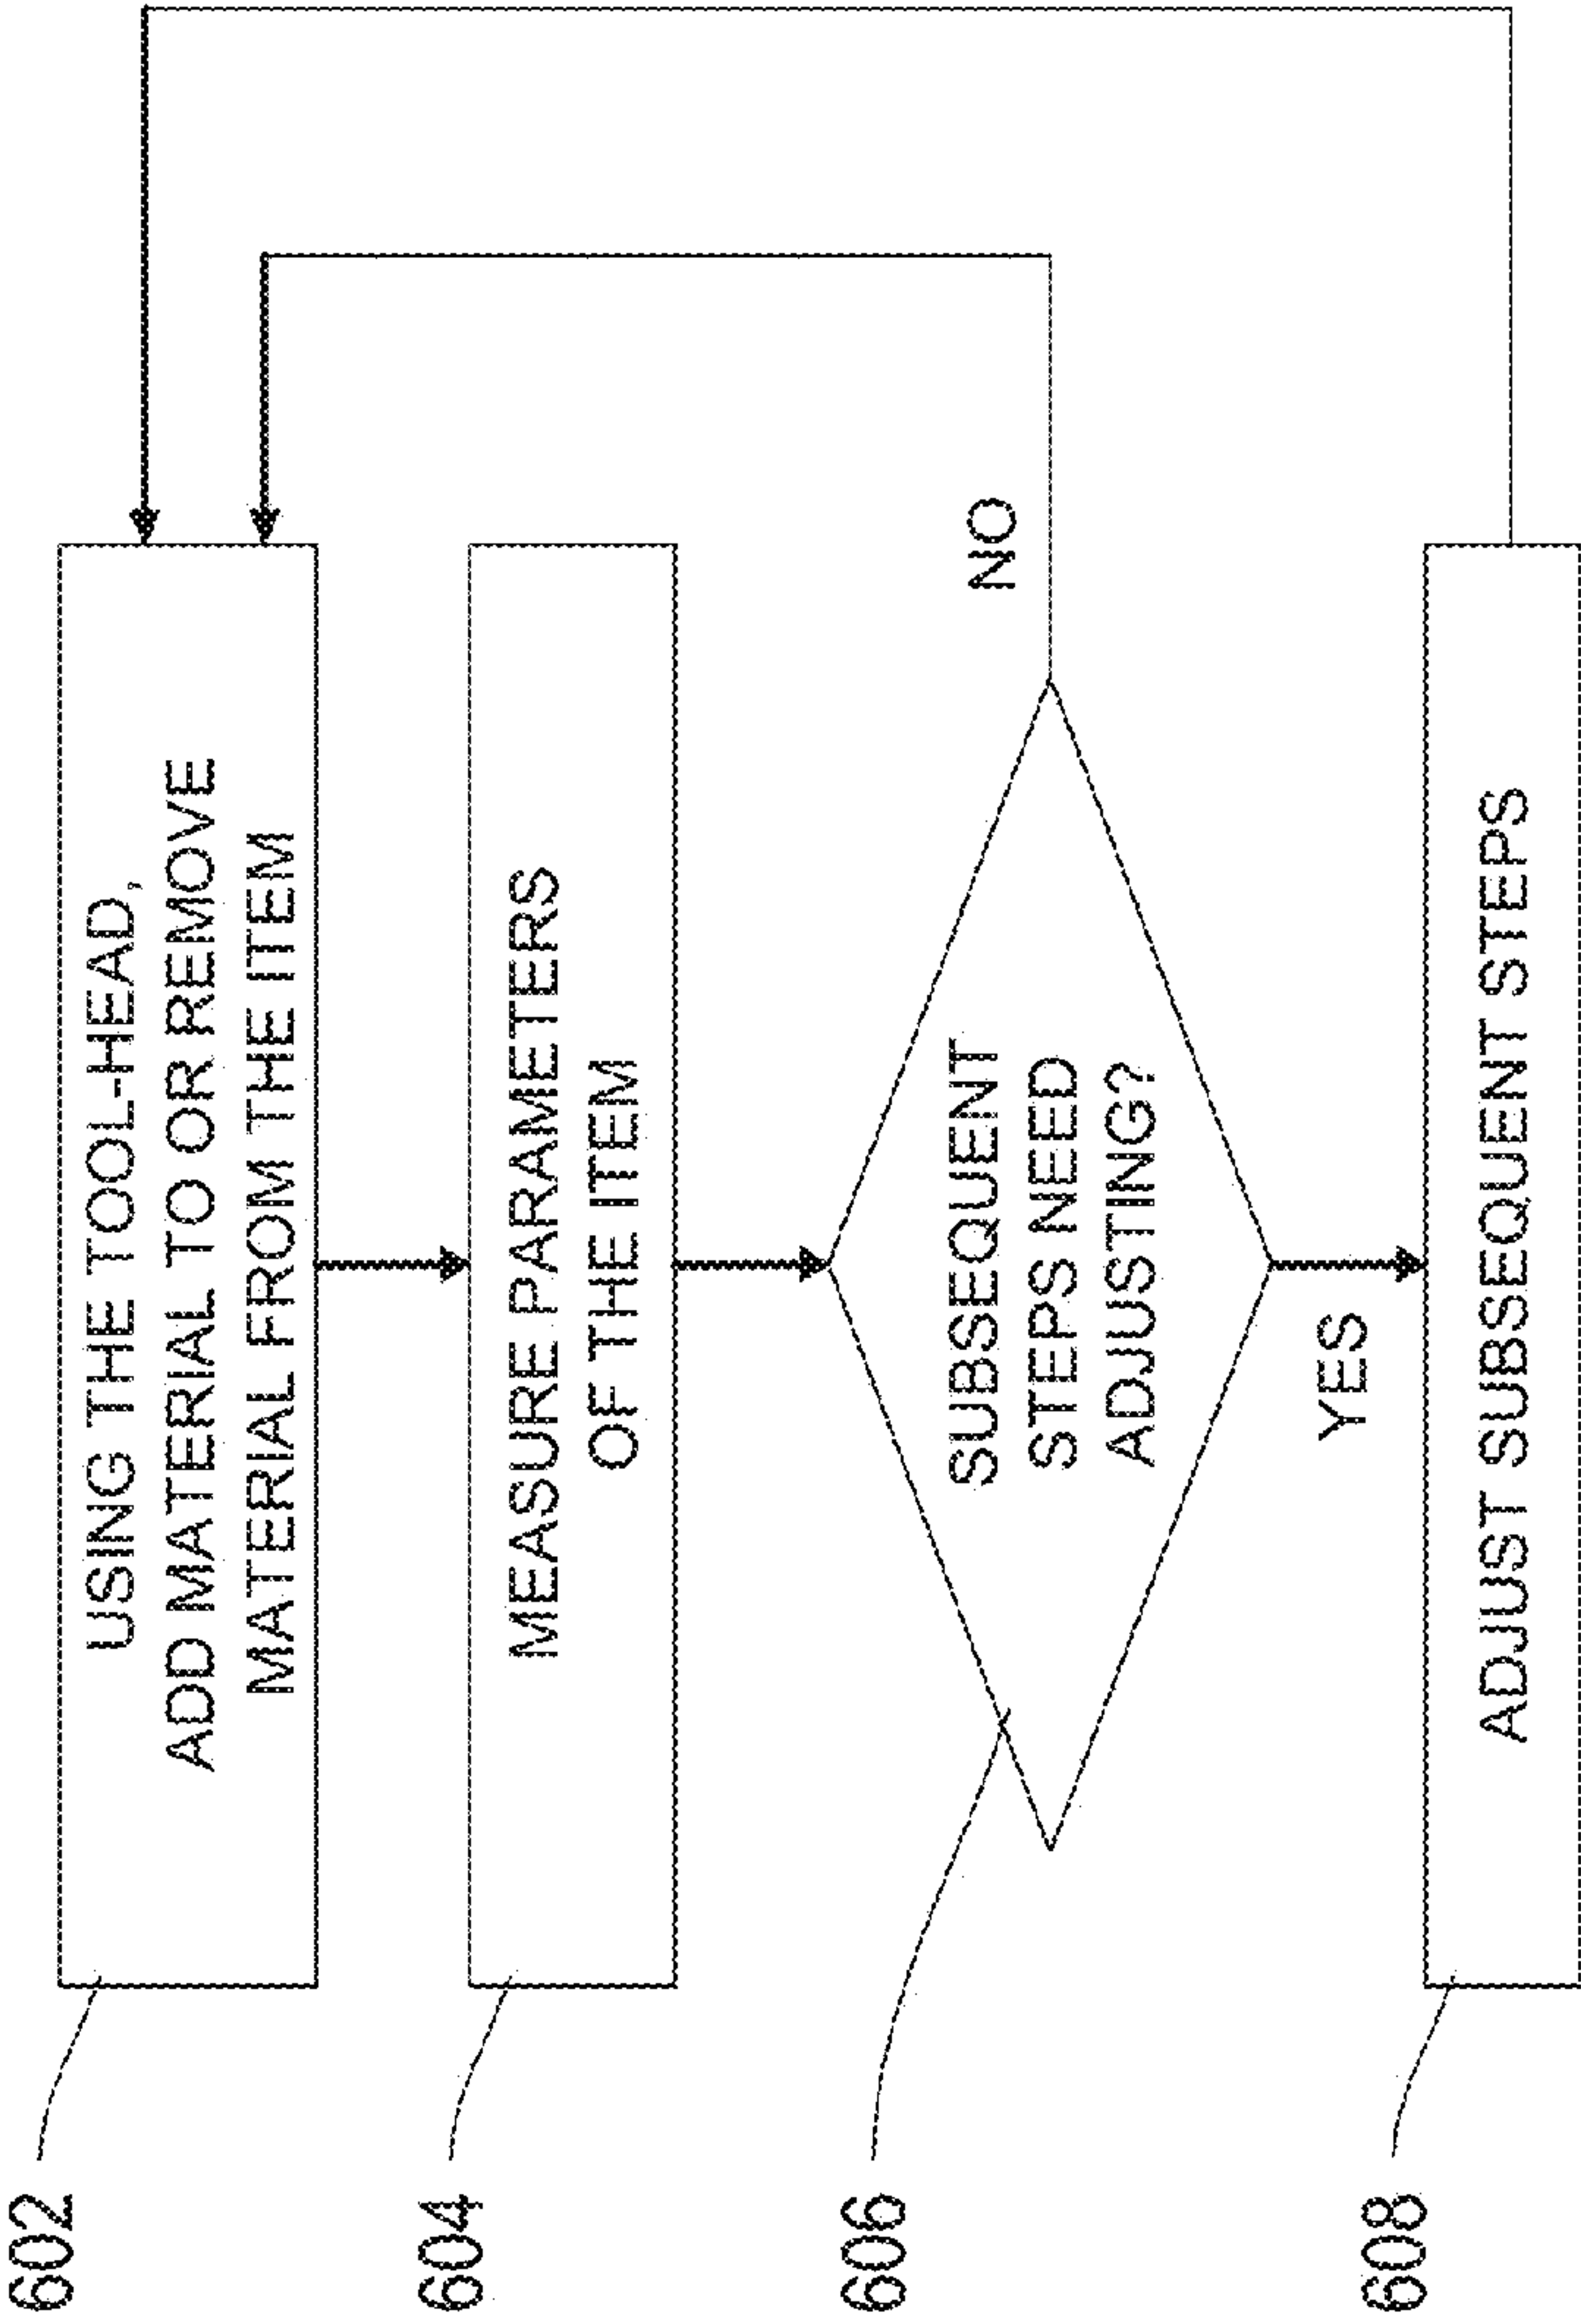 602
USING THE TOOL-HEAD,
ADD MATERIAL TO OR REMOVE
MATERIAL FROM THE ITEM
604
MEASURE PARAMETERS
OF THE ITEM
606
SUBSEQUENT
STEPS NEED
ADJUSTING?
NO
YES
608
ADJUST SUBSEQUENT STEPS